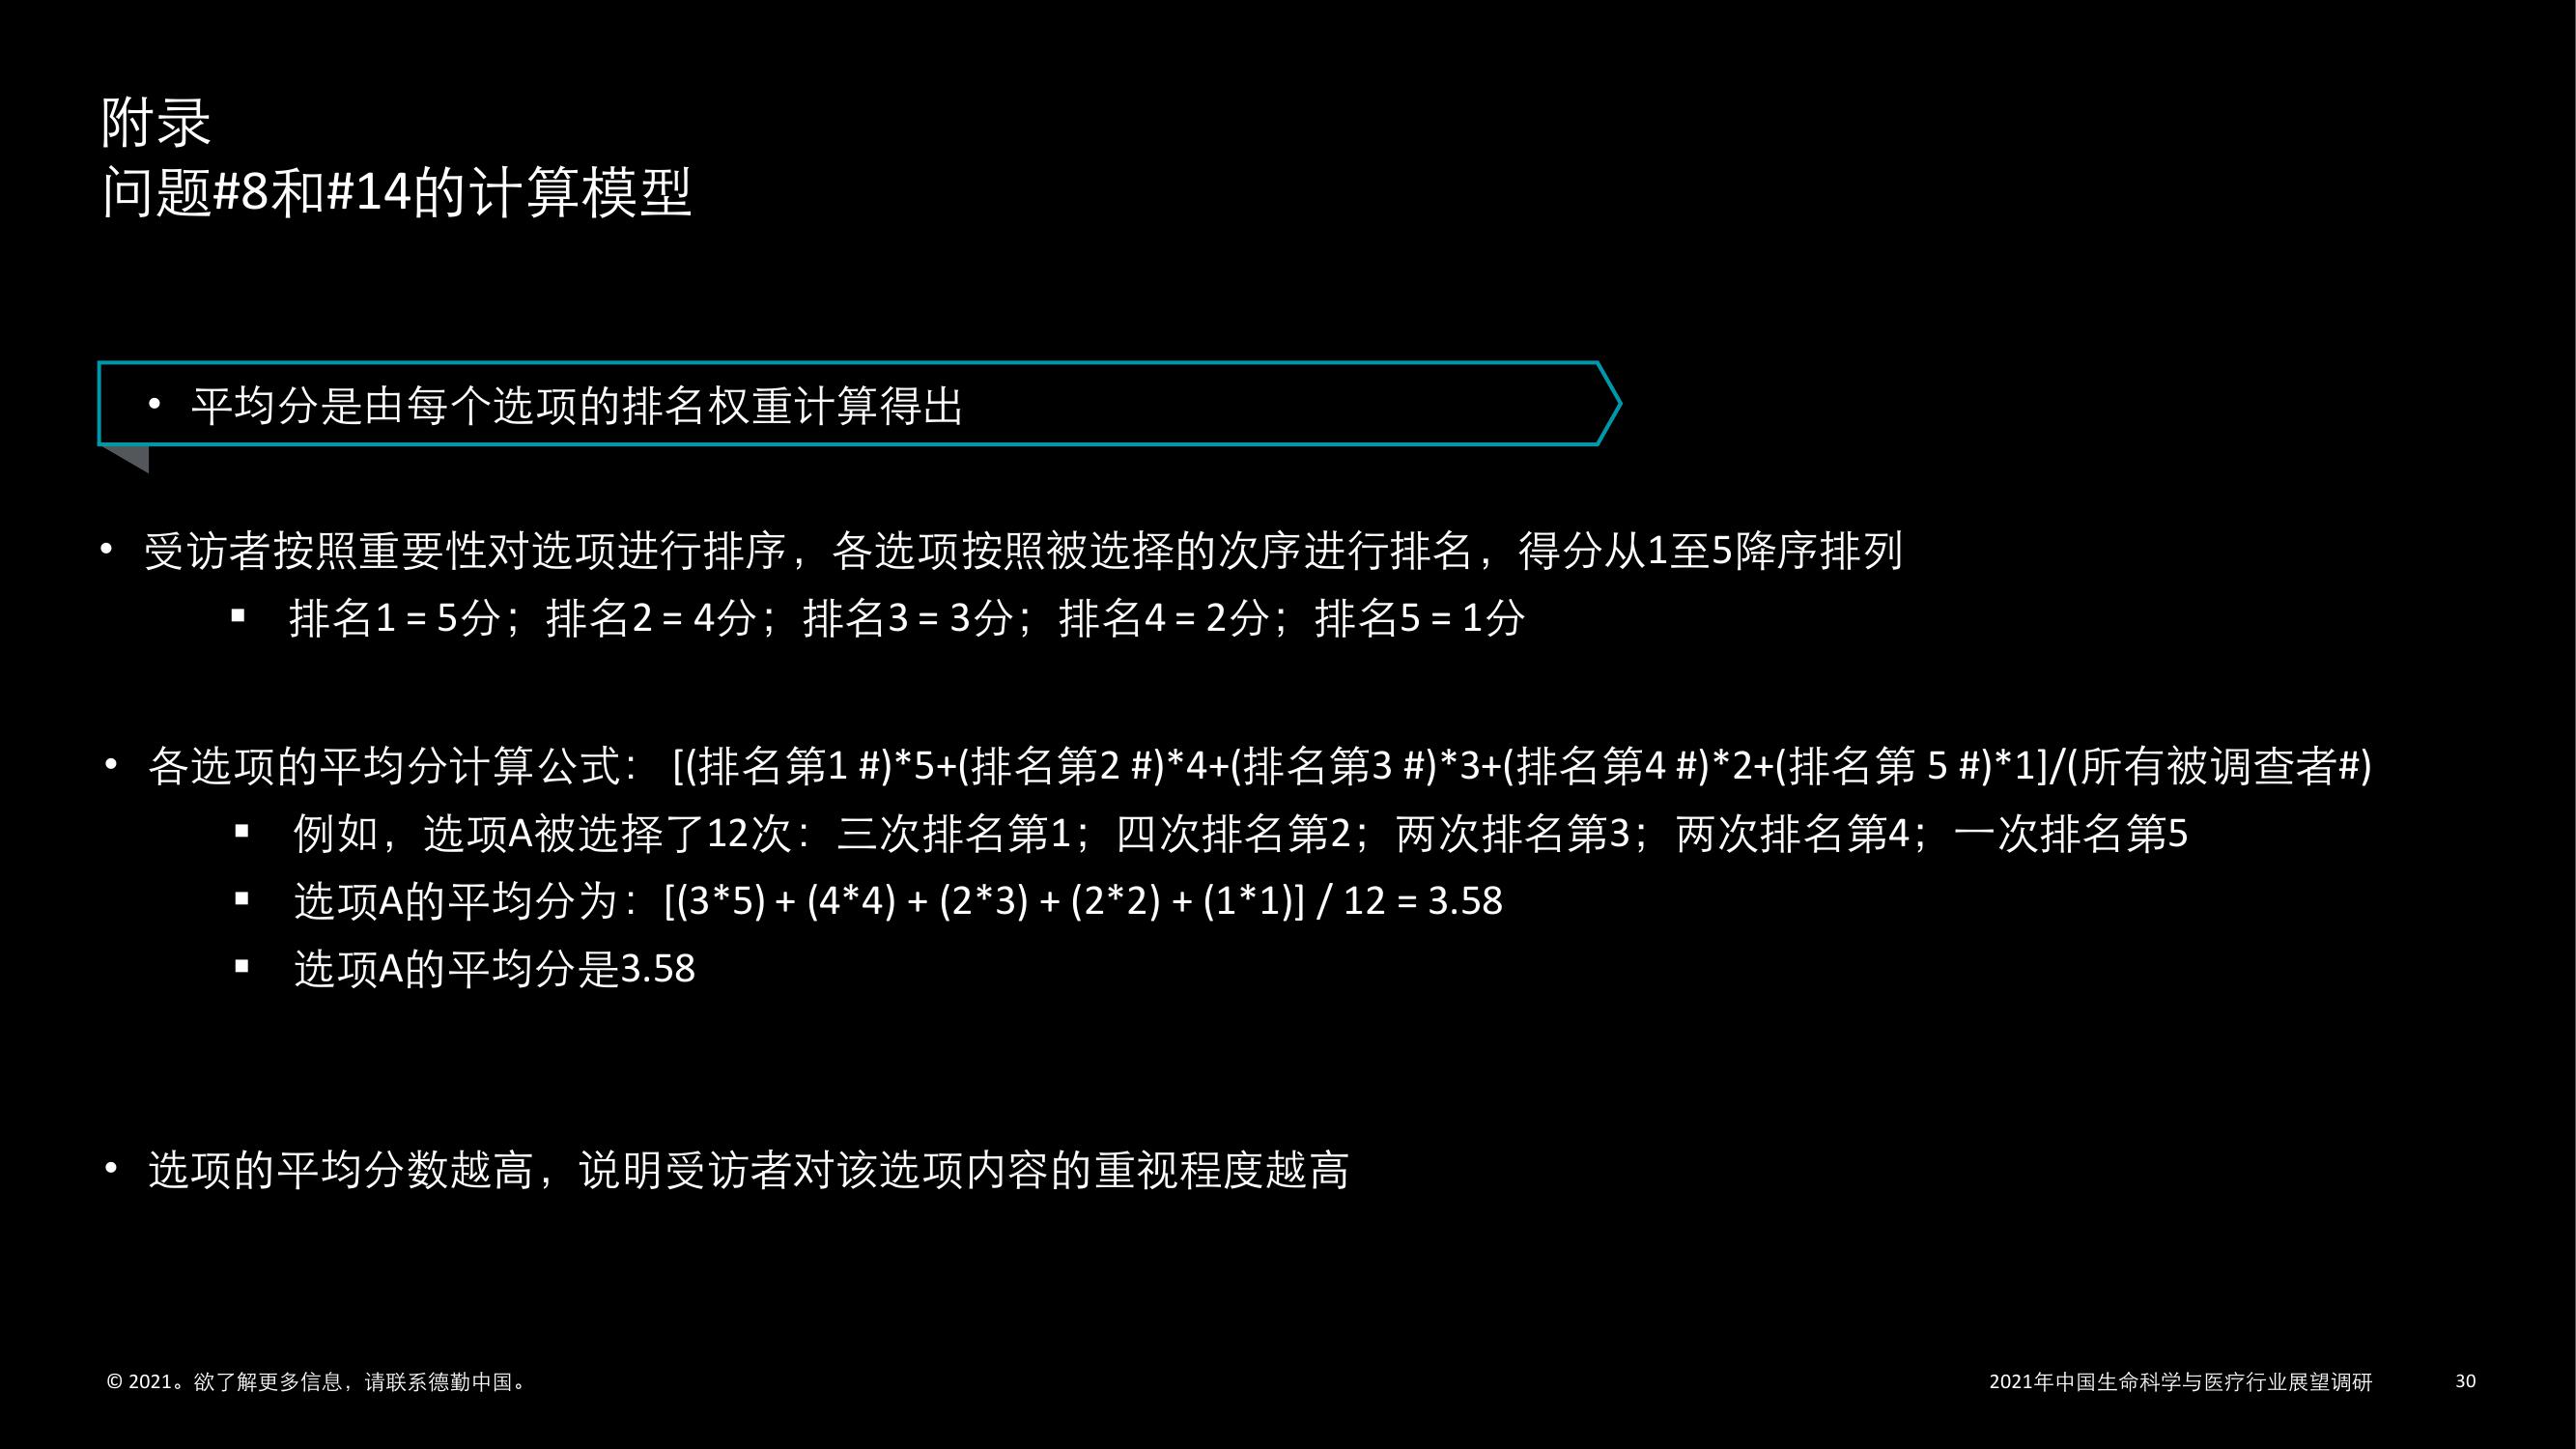 附录
问题#8和#14的计算模型
• 平均分是由每个选项的排名权重计算得出
• 受访者按照重要性对选项进行排序，各选项按照被选择的次序进行排名，得分从1至5降序排列
▪ 排名1 = 5分；排名2 = 4分；排名3 = 3分；排名4 = 2分；排名5 = 1分
• 各选项的平均分计算公式： [(排名第1 #)*5+(排名第2 #)*4+(排名第3 #)*3+(排名第4 #)*2+(排名第 5 #)*1]/(所有被调查者#)
▪ 例如，选项A被选择了12次：三次排名第1；四次排名第2；两次排名第3；两次排名第4；一次排名第5
▪ 选项A的平均分为：[(3*5) + (4*4) + (2*3) + (2*2) + (1*1)] / 12 = 3.58
▪ 选项A的平均分是3.58
• 选项的平均分数越高，说明受访者对该选项内容的重视程度越高
© 2021。欲了解更多信息，请联系德勤中国。
2021年中国生命科学与医疗行业展望调研 30